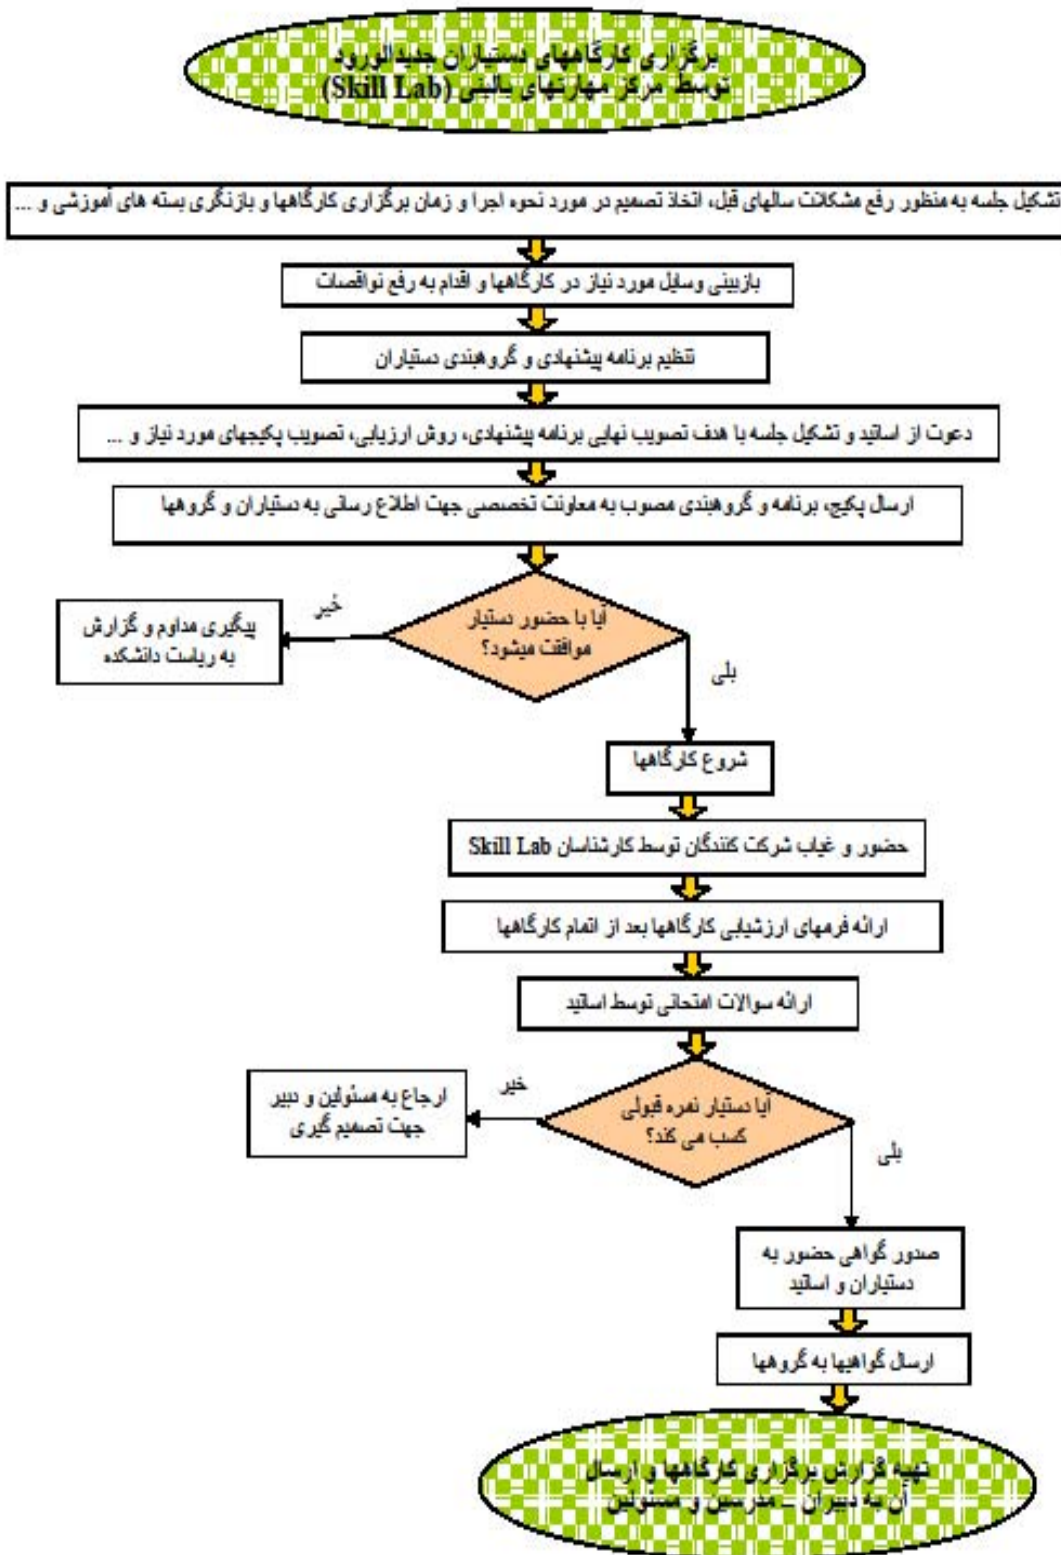 برگزاری کارگاههای دستیاران جدیدالورود
توسط مرکز مهارتهای بالینی (Skill Lab)
تشکیل جلسه به منظور رفع مشکلات سالهای قبل، اتخاذ تصمیم در مورد نحوه اجرا و زمان برگزاری کارگاهها و بازنگری بسته های آموزشی و ...
بازبینی وسایل مورد نیاز در کارگاهها و اقدام به رفع نواقصات
تنظیم برنامه پیشنهادی و گروهبندی دستیاران
دعوت از اساتید و تشکیل جلسه با هدف تصویب نهایی برنامه پیشنهادی، روش ارزیابی، تصویب پکیجهای مورد نیاز و ...
ارسال پکیج، برنامه و گروهبندی مصوب به معاونت تخصصی جهت اطلاع رسانی به دستیاران و گروهها
آیا با حضور دستیار
موافقت میشود؟
خیر
پیگیری مداوم و گزارش
به ریاست دانشکده
بلی
شروع کارگاهها
حضور و غیاب شرکت کنندگان توسط کارشناسان Skill Lab
ارائه فرمهای ارزشیابی کارگاهها بعد از اتمام کارگاهها
ارائه سوالات امتحانی توسط اساتید
آیا دستیار نمره قبولی
کسب می کند؟
خیر
ارجاع به مسئولین و دبیر
جهت تصمیم گیری
بلی
صدور گواهی حضور به
دستیاران و اساتید
ارسال گواهیها به گروهها
تهیه گزارش برگزاری کارگاهها و ارسال
آن به دبیران – مدرسین و مسئولین